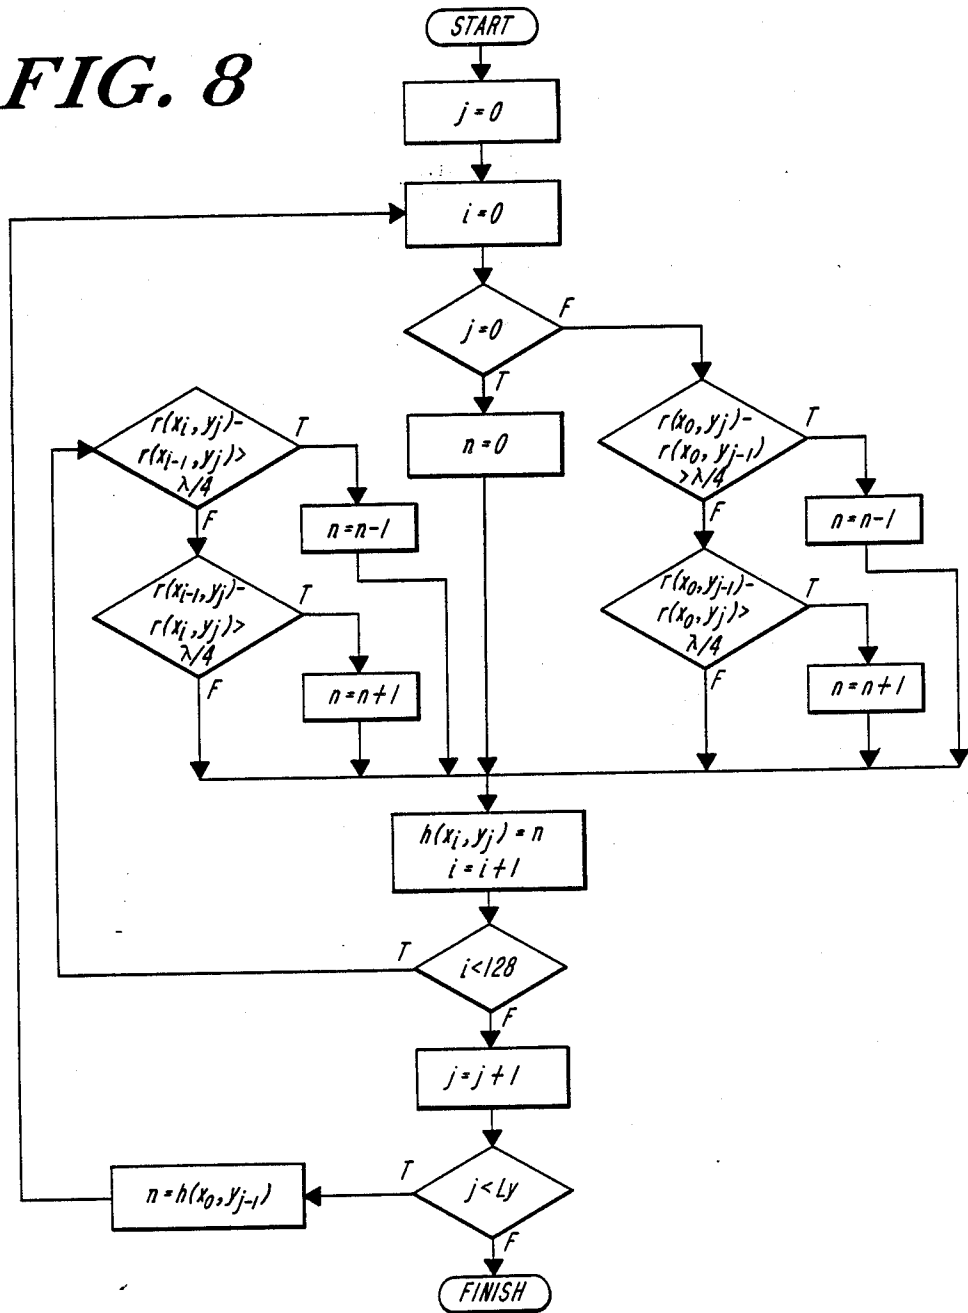 FIG. 8
START
j=0
i=0
j=0
F
T
n=0
r(x₀,yⱼ)-
r(x₀,yⱼ₋₁)
>λ/4
T
F
n=n-1
r(x₀,yⱼ₋₁)-
r(x₀,yⱼ)>
λ/4
T
F
n=n+1
r(xᵢ,yⱼ)-
r(xᵢ₋₁,yⱼ)>
λ/4
T
F
n=n-1
r(xᵢ₋₁,yⱼ)-
r(xᵢ,yⱼ)>
λ/4
T
F
n=n+1
h(xᵢ,yⱼ)=n
i=i+1
i<128
T
F
j=j+1
j<Ly
T
F
n=h(x₀,yⱼ₋₁)
FINISH